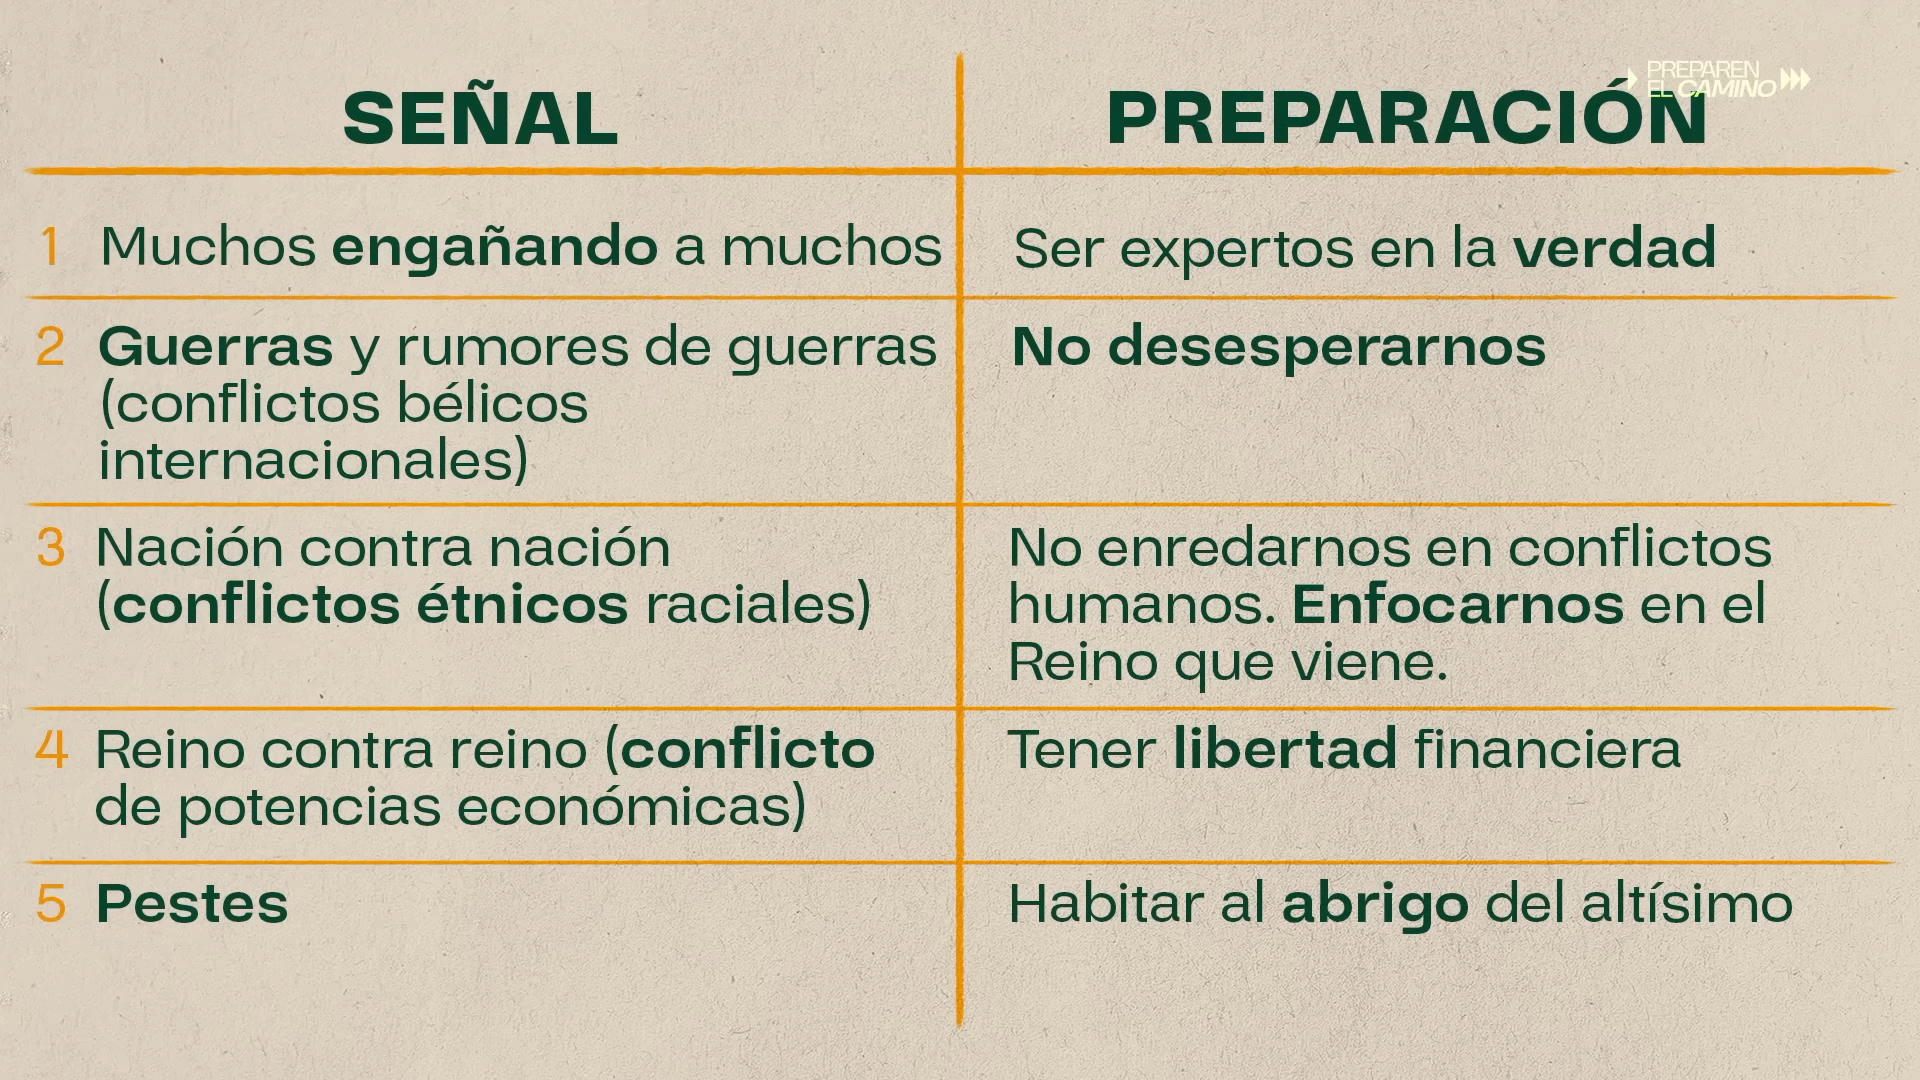 PREPAREN
EL CAMINO
SEÑAL
PREPARACIÓN
1 Muchos engañando a muchos
Ser expertos en la verdad
2 Guerras y rumores de guerras
(conflictos bélicos
internacionales)
No desesperarnos
3 Nación contra nación
(conflictos étnicos raciales)
No enredarnos en conflictos
humanos. Enfocarnos en el
Reino que viene.
4 Reino contra reino (conflicto
de potencias económicas)
Tener libertad financiera
5 Pestes
Habitar al abrigo del altísimo